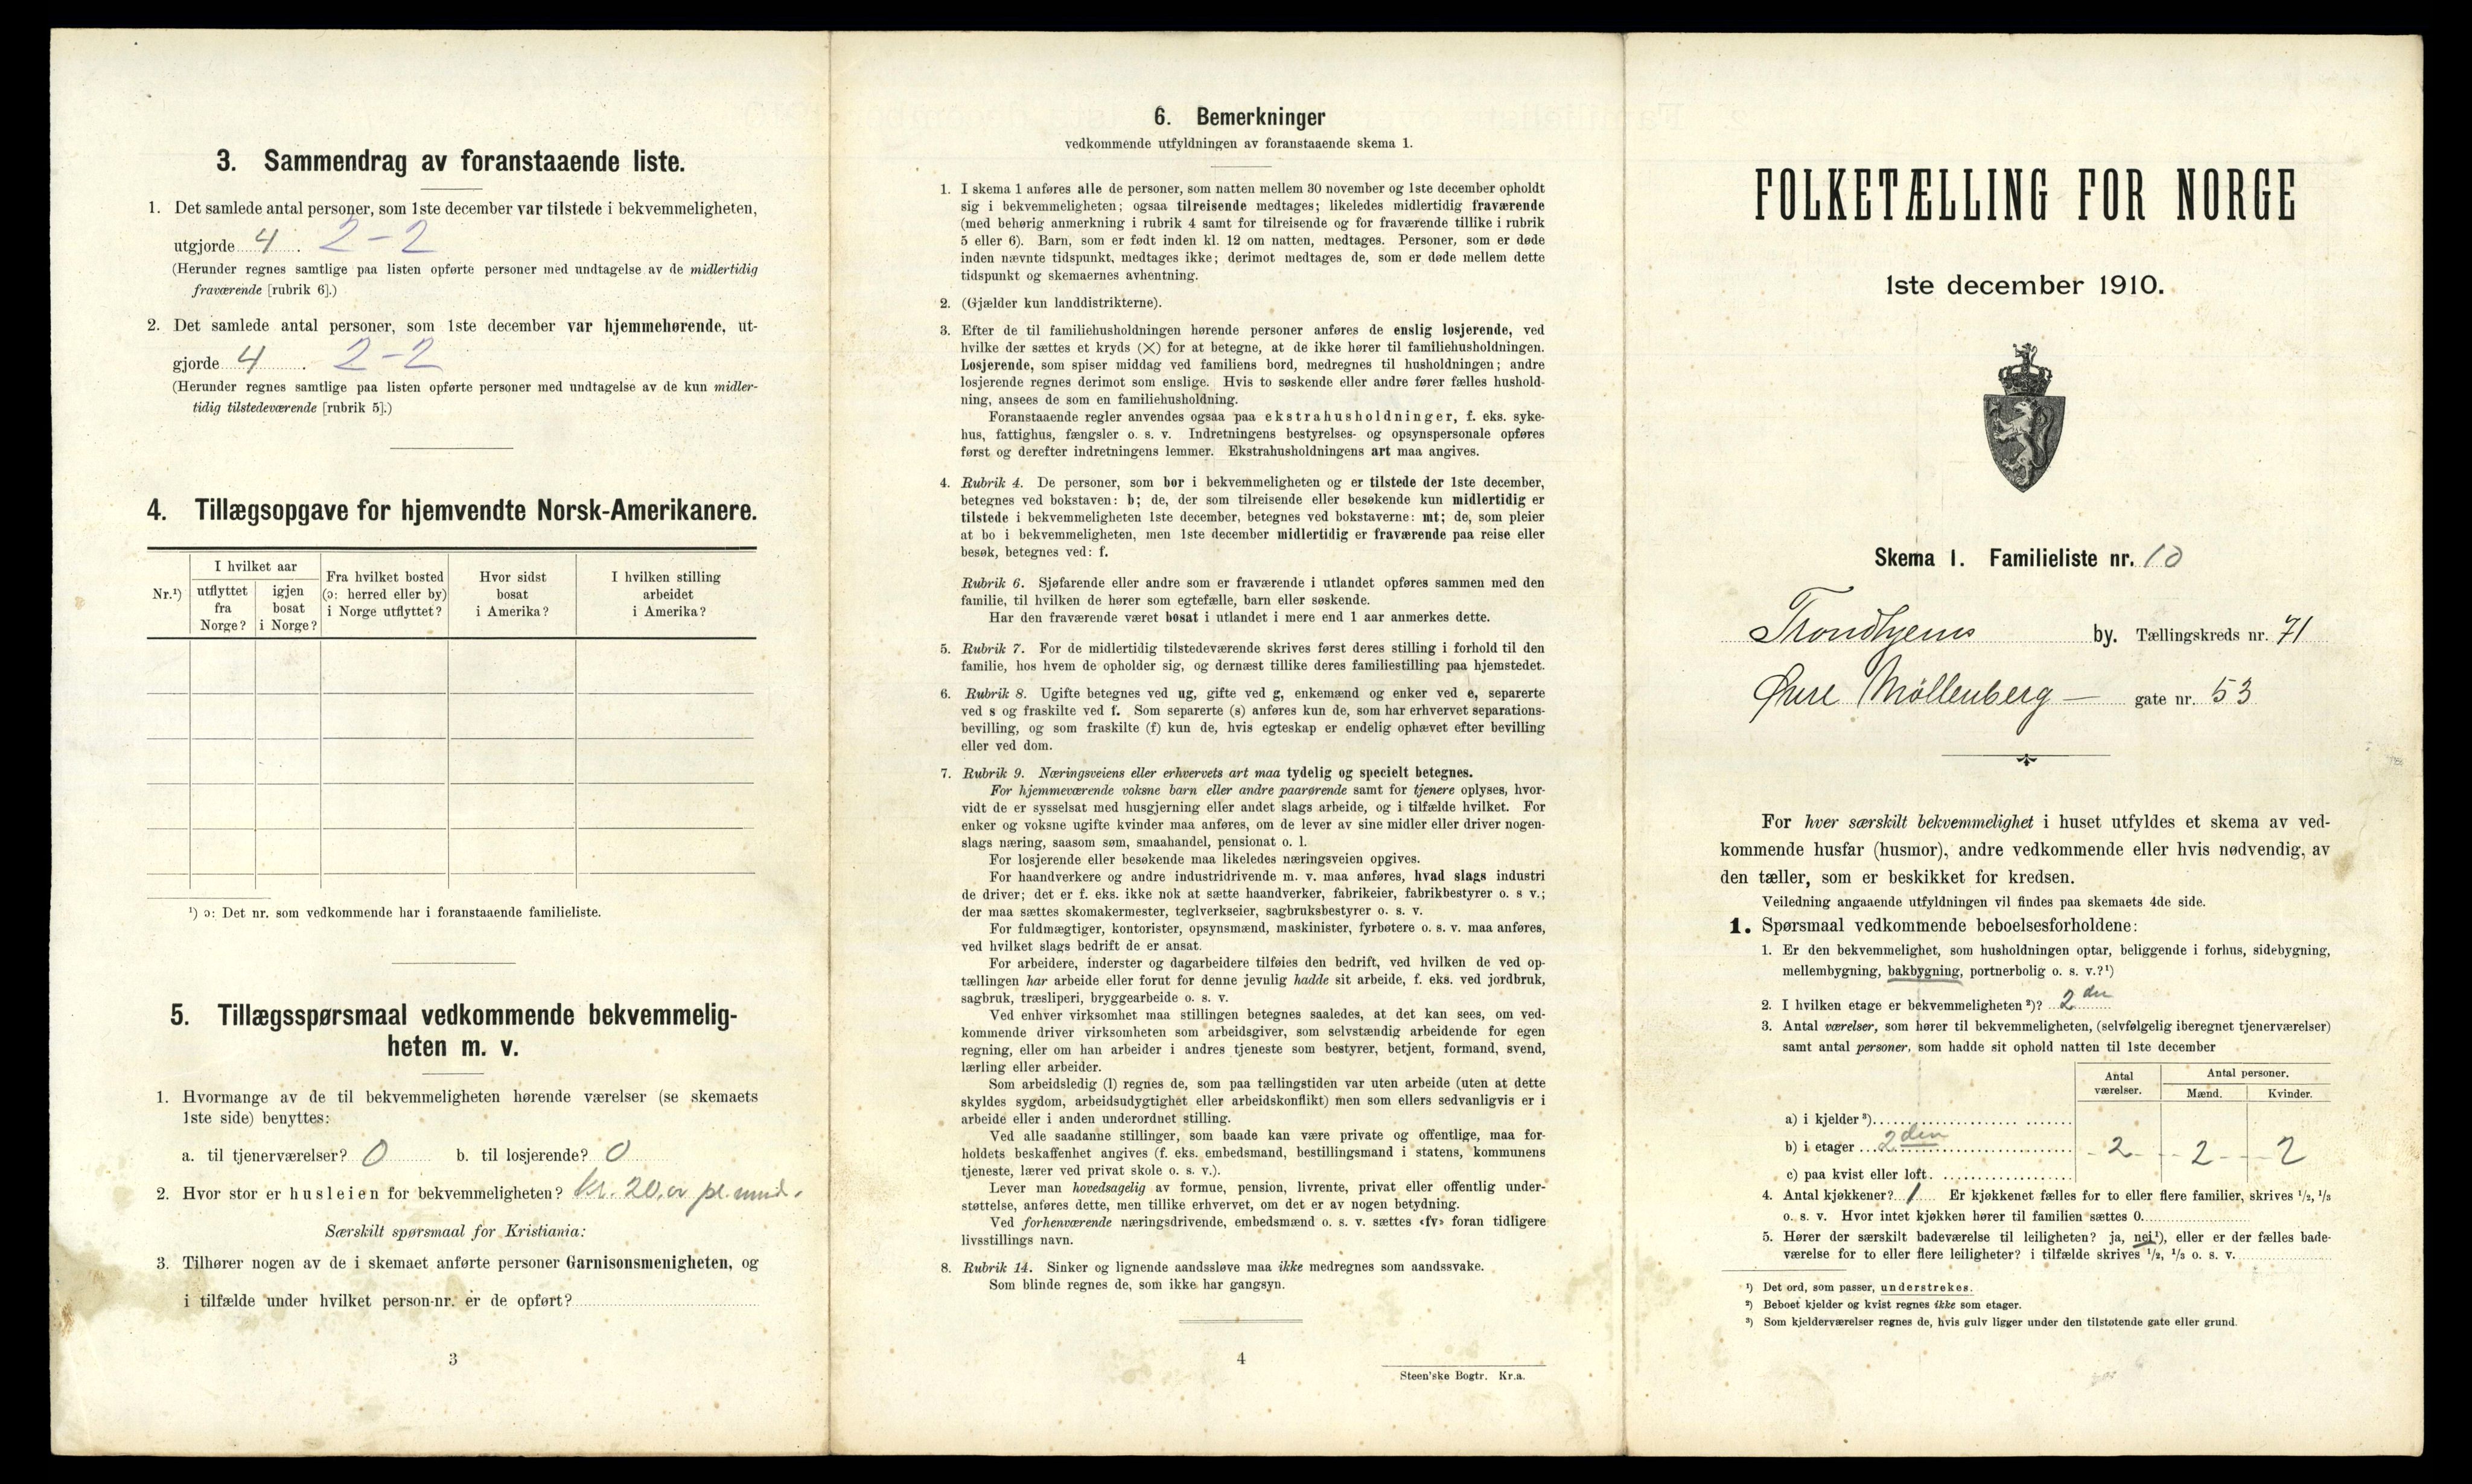 3. Sammendrag av foranstaaende liste.
1. Det samlede antal personer, som 1ste december var tilstede i bekvemmeligheten,
utgjorde 4. 2-2
(Herunder regnes samtlige paa listen opførte personer med undtagelse av de midlertidig
fraværende [rubrik 6].)
2. Det samlede antal personer, som 1ste december var hjemmehørende, ut-
gjorde 4. 2-2
(Herunder regnes samtlige paa listen opførte personer med undtagelse av de kun midler-
tidig tilstedeværende [rubrik 5].)
4. Tillægsopgave for hjemvendte Norsk-Amerikanere.
Nr.¹)
I hvilket aar
utflyttet
fra
Norge?
igjen
bosat
i Norge?
Fra hvilket bosted
(ɔ: herred eller by)
i Norge utflyttet?
Hvor sidst
bosat
i Amerika?
I hvilken stilling
arbeidet
i Amerika?
¹) ɔ: Det nr. som vedkommende har i foranstaaende familieliste.
5. Tillægsspørsmaal vedkommende bekvemmelig-
heten m. v.
1. Hvormange av de til bekvemmeligheten hørende værelser (se skemaets
1ste side) benyttes:
a. til tjenerværelser? 0 b. til losjerende? 0
2. Hvor stor er husleien for bekvemmeligheten? kr. 20,
Særskilt spørsmaal for Kristiania:
3. Tilhører nogen av de i skemaet anførte personer Garnisonsmenigheten, og
i tilfælde under hvilket person-nr. er de opført?
3
6. Bemerkninger
vedkommende utfyldningen av foranstaaende skema 1.
1. I skema 1 anføres alle de personer, som natten mellem 30 november og 1ste december opholdt
sig i bekvemmeligheten; ogsaa tilreisende medtages; likeledes midlertidig fraværende
(med behørig anmerkning i rubrik 4 samt for tilreisende og for fraværende tillike i rubrik
5 eller 6). Barn, som er født inden kl. 12 om natten, medtages. Personer, som er døde
inden nævnte tidspunkt, medtages ikke; derimot medtages de, som er døde mellem dette
tidspunkt og skemaernes avhentning.
2. (Gjælder kun landdistrikterne).
3. Efter de til familiehusholdningen hørende personer anføres de enslig losjerende, ved
hvilke der sættes et kryds (×) for at betegne, at de ikke hører til familiehusholdningen.
Losjerende, som spiser middag ved familiens bord, medregnes til husholdningen; andre
losjerende regnes derimot som enslige. Hvis to søskende eller andre fører fælles hushold-
ning, ansees de som en familiehusholdning.
Foranstaaende regler anvendes ogsaa paa ekstrahusholdninger, f. eks. syke-
hus, fattighus, fængsler o. s. v. Indretningens bestyrelses- og opsynspersonale opføres
først og derefter indretningens lemmer. Ekstrahusholdningens art maa angives.
4. Rubrik 4. De personer, som bor i bekvemmeligheten og er tilstede der 1ste december,
betegnes ved bokstaven: b; de, der som tilreisende eller besøkende kun midlertidig er
tilstede i bekvemmeligheten 1ste december, betegnes ved bokstaverne: mt; de, som pleier
at bo i bekvemmeligheten, men 1ste december midlertidig er fraværende paa reise eller
besøk, betegnes ved: f.
Rubrik 6. Sjøfarende eller andre som er fraværende i utlandet opføres sammen med den
familie, til hvilken de hører som egtefælle, barn eller søskende.
Har den fraværende været bosat i utlandet i mere end 1 aar anmerkes dette.
5. Rubrik 7. For de midlertidig tilstedeværende skrives først deres stilling i forhold til den
familie, hos hvem de opholder sig, og dernæst tillike deres familiestilling paa hjemstedet.
6. Rubrik 8. Ugifte betegnes ved ug, gifte ved g, enkemænd og enker ved e, separerte
ved s og fraskilte ved f. Som separerte (s) anføres kun de, som har erhvervet separations-
bevilling, og som fraskilte (f) kun de, hvis egteskap er endelig ophævet efter bevilling
eller ved dom.
7. Rubrik 9. Næringsveiens eller erhvervets art maa tydelig og specielt betegnes.
For hjemmeværende voksne barn eller andre paarørende samt for tjenere oplyses, hvor-
vidt de er sysselsat med husgjerning eller andet slags arbeide, og i tilfælde hvilket. For
enker og voksne ugifte kvinder maa anføres, om de lever av sine midler eller driver nogen-
slags næring, saasom søm, smaahandel, pensionat o. l.
For losjerende eller besøkende maa likeledes næringsveien opgives.
For haandverkere og andre industridrivende m. v. maa anføres, hvad slags industri
de driver; det er f. eks. ikke nok at sætte haandverker, fabrikeier, fabrikbestyrer o. s v.;
der maa sættes skomakermester, teglverkseier, sagbruksbestyrer o. s. v.
For fuldmægtiger, kontorister, opsynsmænd, maskinister, fyrbøtere o. s. v. maa anføres,
ved hvilket slags bedrift de er ansat.
For arbeidere, inderster og dagarbeidere tilføies den bedrift, ved hvilken de ved op-
tællingen har arbeide eller forut for denne jevnlig hadde sit arbeide, f. eks. ved jordbruk,
sagbruk, træsliperi, bryggearbeide o. s. v.
Ved enhver virksomhet maa stillingen betegnes saaledes, at det kan sees, om ved-
kommende driver virksomheten som arbeidsgiver, som selvstændig arbeidende for egen
regning, eller om han arbeider i andres tjeneste som bestyrer, betjent, formand, svend,
lærling eller arbeider.
Som arbeidsledig (l) regnes de, som paa tællingstiden var uten arbeide (uten at dette
skyldes sygdom, arbeidsudygtighet eller arbeidskonflikt) men som ellers sedvanligvis er i
arbeide eller i anden underordnet stilling.
Ved alle saadanne stillinger, som baade kan være private og offentlige, maa for-
holdets beskaffenhet angives (f. eks. embedsmand, bestillingsmand i statens, kommunens
tjeneste, lærer ved privat skole o. s. v.).
Lever man hovedsagelig av formue, pension, livrente, privat eller offentlig under-
støttelse, anføres dette, men tillike erhvervet, om det er av nogen betydning.
Ved forhenværende næringsdrivende, embedsmænd o. s. v. sættes «fv» foran tidligere
livsstillings navn.
8. Rubrik 14. Sinker og lignende aandssløve maa ikke medregnes som aandssvake.
Som blinde regnes de, som ikke har gangsyn.
4
Steen'ske Bogtr. Kr.a.
FOLKETÆLLING FOR NORGE
1ste december 1910.
Skema 1. Familieliste nr. 10
Trondhjems by. Tællingskreds nr. 71
Øvre Møllenberg — gate nr. 53
For hver særskilt bekvemmelighet i huset utfyldes et skema av ved-
kommende husfar (husmor), andre vedkommende eller hvis nødvendig, av
den tæller, som er beskikket for kredsen.
Veiledning angaaende utfyldningen vil findes paa skemaets 4de side.
1. Spørsmaal vedkommende beboelsesforholdene:
1. Er den bekvemmelighet, som husholdningen optar, beliggende i forhus, sidebygning,
mellembygning, bakbygning, portnerbolig o. s. v.?¹)
2. I hvilken etage er bekvemmeligheten²)? 2den
3. Antal værelser, som hører til bekvemmeligheten, (selvfølgelig iberegnet tjenerværelser)
samt antal personer, som hadde sit ophold natten til 1ste december
Antal
værelser.
Antal personer.
Mænd. Kvinder.
a) i kjelder³)
b) i etager 2den 2 2 2
c) paa kvist eller loft
4. Antal kjøkkener? 1 Er kjøkkenet fælles for to eller flere familier, skrives ¹/₂, ¹/₃
o. s. v. Hvor intet kjøkken hører til familien sættes 0.
5. Hører der særskilt badeværelse til leiligheten? ja, nei¹), eller er der fælles bade-
værelse for to eller flere leiligheter? i tilfælde skrives ¹/₂, ¹/₃ o. s. v.
¹) Det ord, som passer, understrekes.
²) Beboet kjelder og kvist regnes ikke som etager.
³) Som kjelderværelser regnes de, hvis gulv ligger under den tilstøtende gate eller grund.